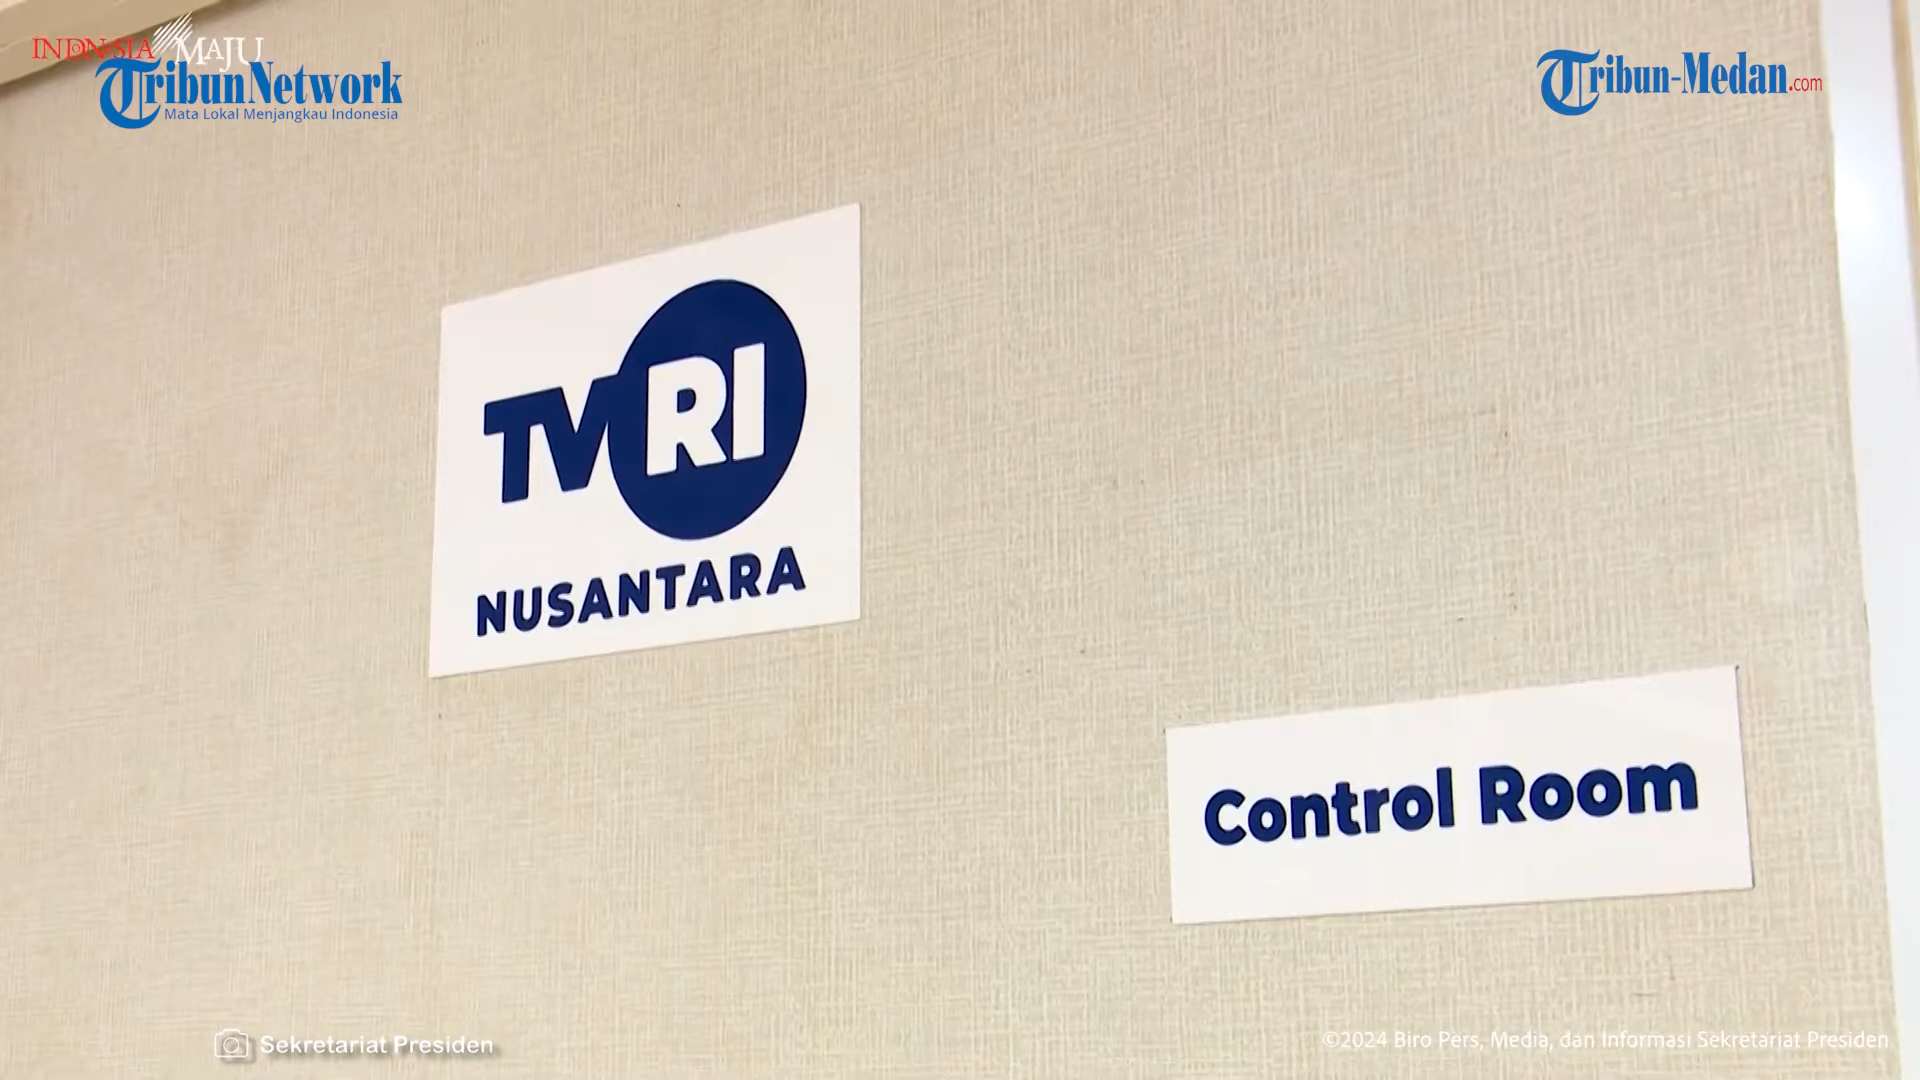 INDONESIA MAJU
TribunNetwork
Mata Lokal Menjangkau Indonesia
Tribun-Medan.com
TVRI
NUSANTARA
Control Room
Sekretariat Presiden
©2024 Biro Pers, Media, dan Informasi Sekretariat Presiden